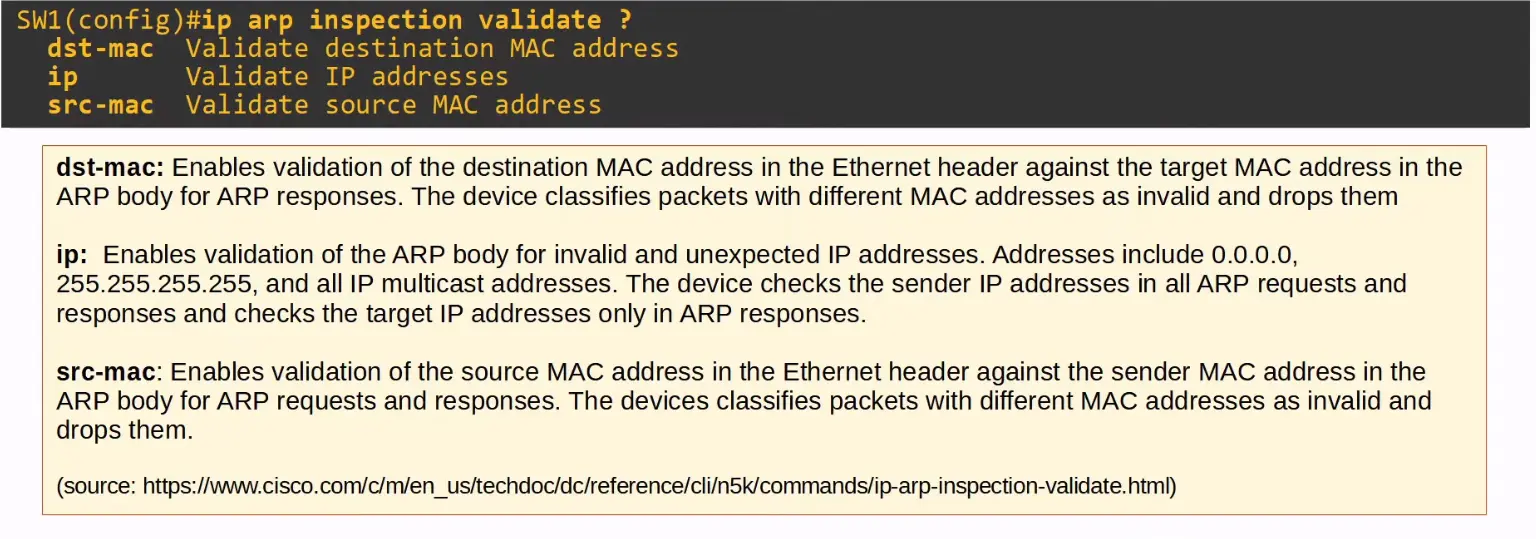 SW1(config)#ip arp inspection validate ?
dst-mac Validate destination MAC address
ip Validate IP addresses
src-mac Validate source MAC address
dst-mac: Enables validation of the destination MAC address in the Ethernet header against the target MAC address in the
ARP body for ARP responses. The device classifies packets with different MAC addresses as invalid and drops them
ip: Enables validation of the ARP body for invalid and unexpected IP addresses. Addresses include 0.0.0.0,
255.255.255.255, and all IP multicast addresses. The device checks the sender IP addresses in all ARP requests and
responses and checks the target IP addresses only in ARP responses.
src-mac: Enables validation of the source MAC address in the Ethernet header against the sender MAC address in the
ARP body for ARP requests and responses. The devices classifies packets with different MAC addresses as invalid and
drops them.
(source: https://www.cisco.com/c/m/en_us/techdoc/dc/reference/cli/n5k/commands/ip-arp-inspection-validate.html)